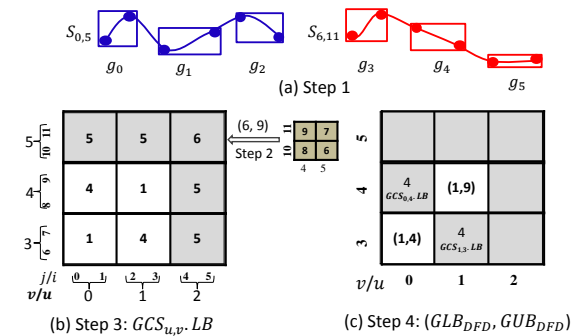 S0,5
g0
g1
g2
S6,11
g3
g4
g5
(a) Step 1
5 10 11
5 5 6
(6, 9)
Step 2
11 9 7
10 8 6
4 5
4 8 9
4 1 5
3 6 7
1 4 5
j/i 0 1 2 3 4 5
v/u 0 1 2
(b) Step 3: GCSu,v. LB
5
4
4
GCS0,4. LB
(1,9)
3
(1,4)
4
GCS1,3. LB
v/u 0 1 2
(c) Step 4: (GLBDFD, GUBDFD)